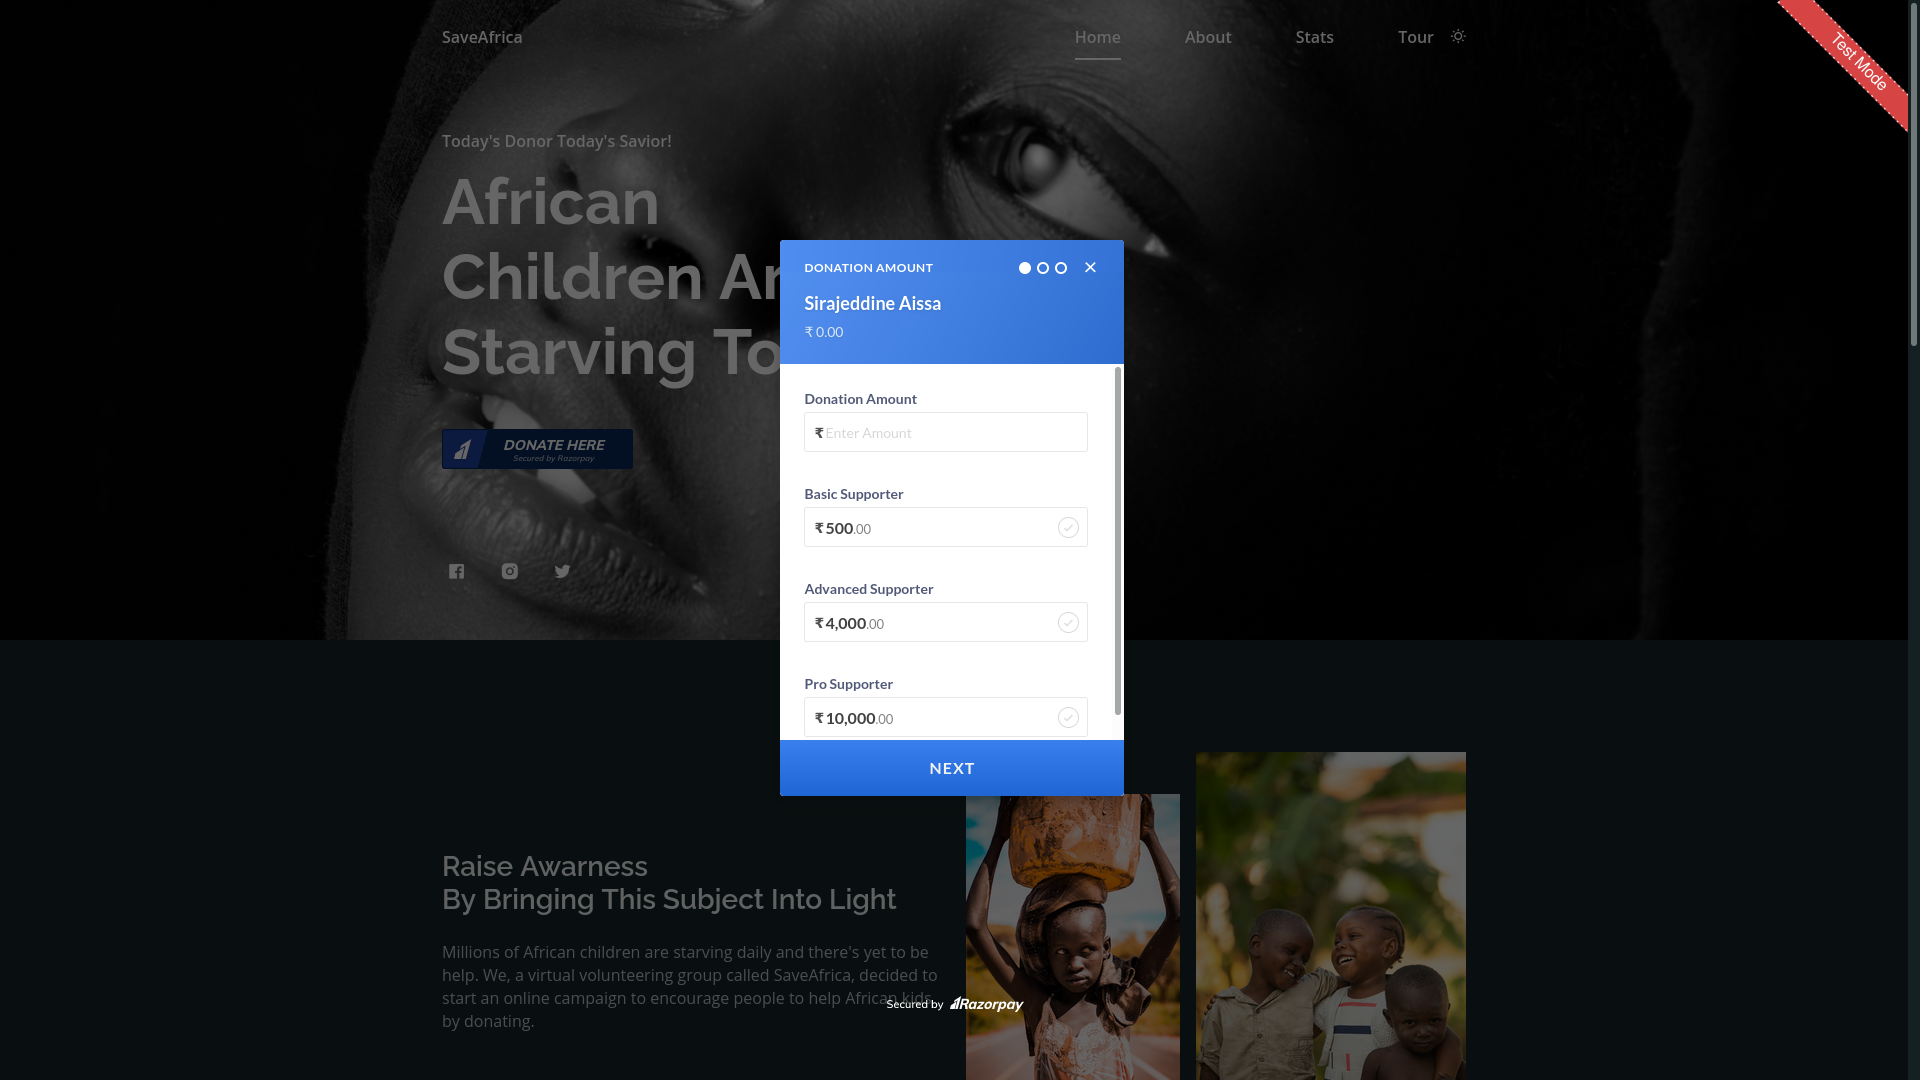 SaveAfrica
Home
About
Stats
Tour
Test Mode
Today's Donor Today's Savior!
African
Children Ar
Starving To
DONATE HERE
Secured by Razorpay
DONATION AMOUNT
Sirajeddine Aissa
₹ 0.00
Donation Amount
₹ Enter Amount
Basic Supporter
₹ 500.00
Advanced Supporter
₹ 4,000.00
Pro Supporter
₹ 10,000.00
NEXT
Raise Awarness
By Bringing This Subject Into Light
Millions of African children are starving daily and there's yet to be
help. We, a virtual volunteering group called SaveAfrica, decided to
start an online campaign to encourage people to help African kids
by donating.
Secured by Razorpay